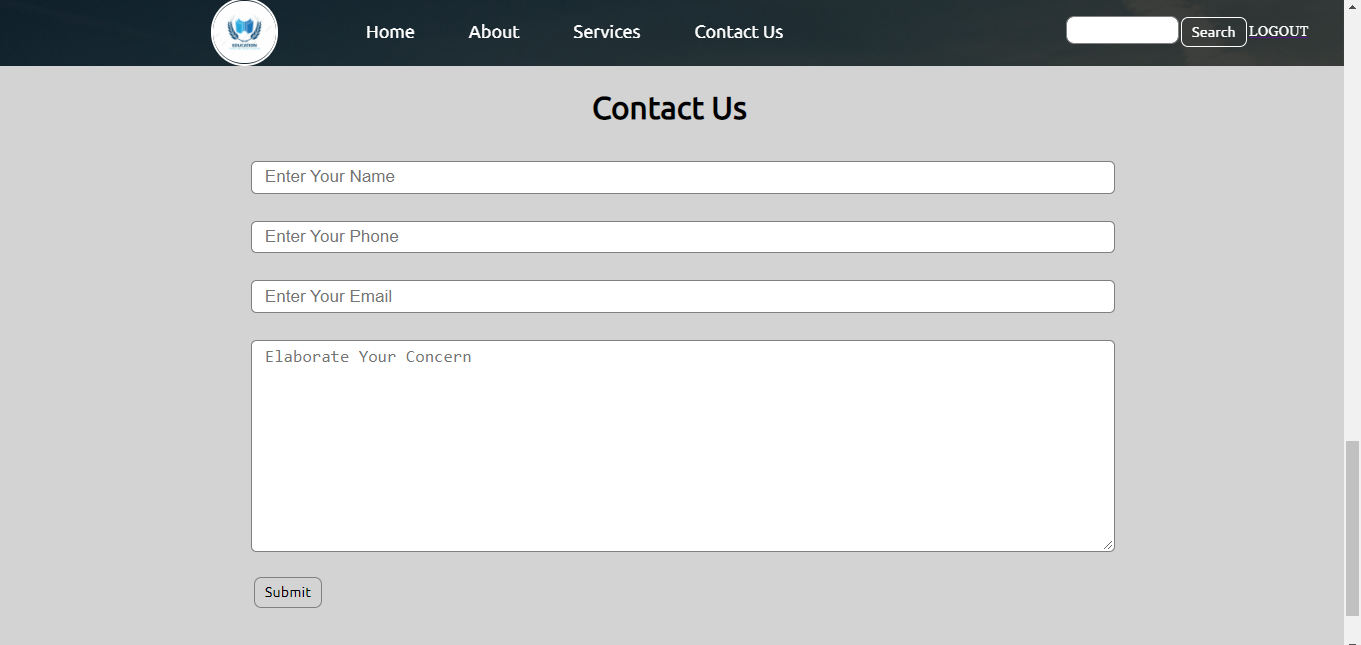 EDUCATION
Home About Services Contact Us Search LOGOUT
Contact Us
Enter Your Name
Enter Your Phone
Enter Your Email
Elaborate Your Concern
Submit